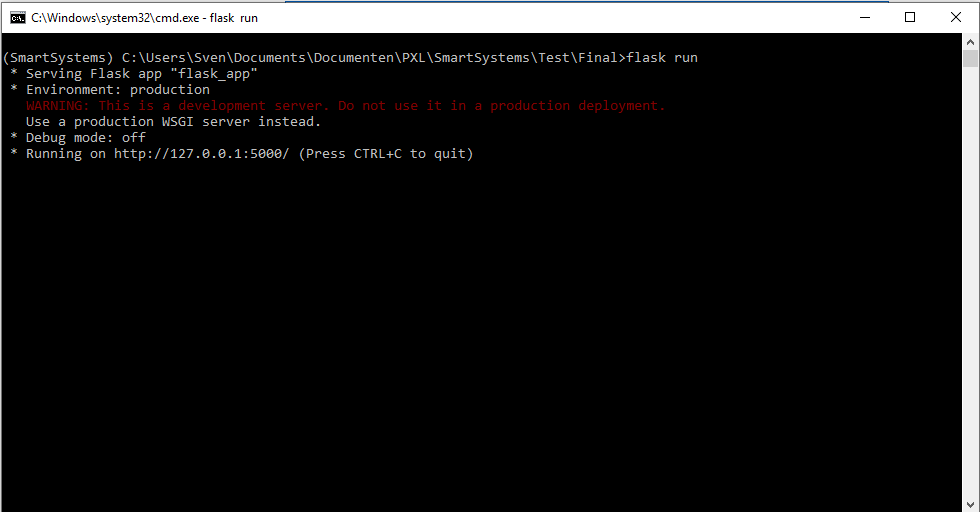 C:\Windows\system32\cmd.exe - flask run
(SmartSystems) C:\Users\Sven\Documents\Documenten\PXL\SmartSystems\Test\Final>flask run
 * Serving Flask app "flask_app"
 * Environment: production
   WARNING: This is a development server. Do not use it in a production deployment.
   Use a production WSGI server instead.
 * Debug mode: off
 * Running on http://127.0.0.1:5000/ (Press CTRL+C to quit)